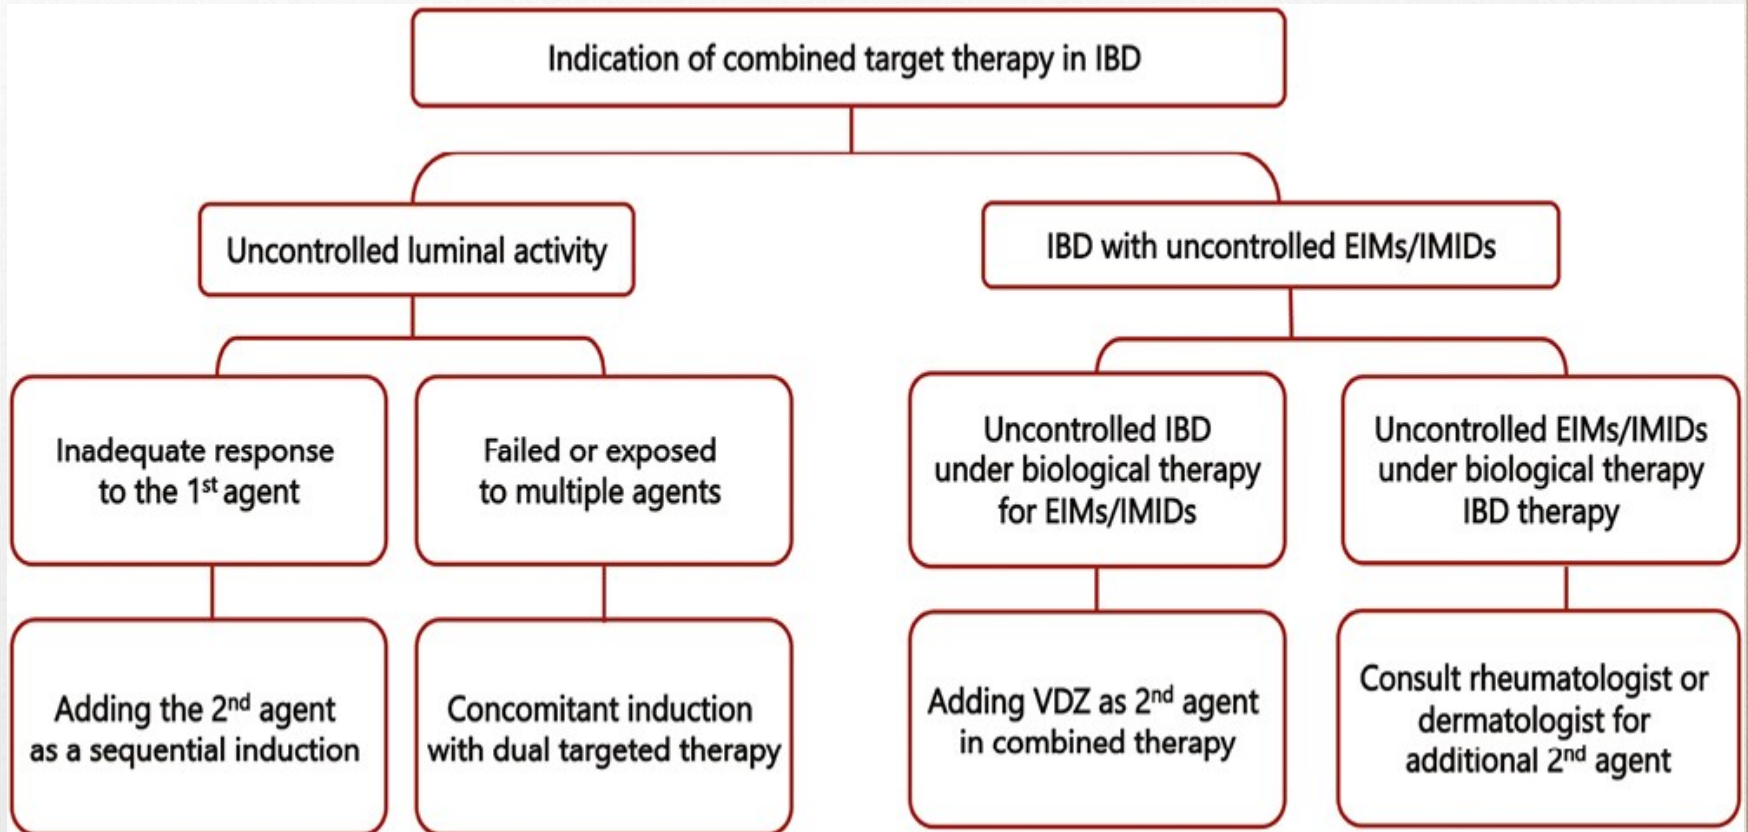 Indication of combined target therapy in IBD
Uncontrolled luminal activity
IBD with uncontrolled EIMs/IMIDs
Inadequate response
to the 1st agent
Failed or exposed
to multiple agents
Uncontrolled IBD
under biological therapy
for EIMs/IMIDs
Uncontrolled EIMs/IMIDs
under biological therapy
IBD therapy
Adding the 2nd agent
as a sequential induction
Concomitant induction
with dual targeted therapy
Adding VDZ as 2nd agent
in combined therapy
Consult rheumatologist or
dermatologist for
additional 2nd agent